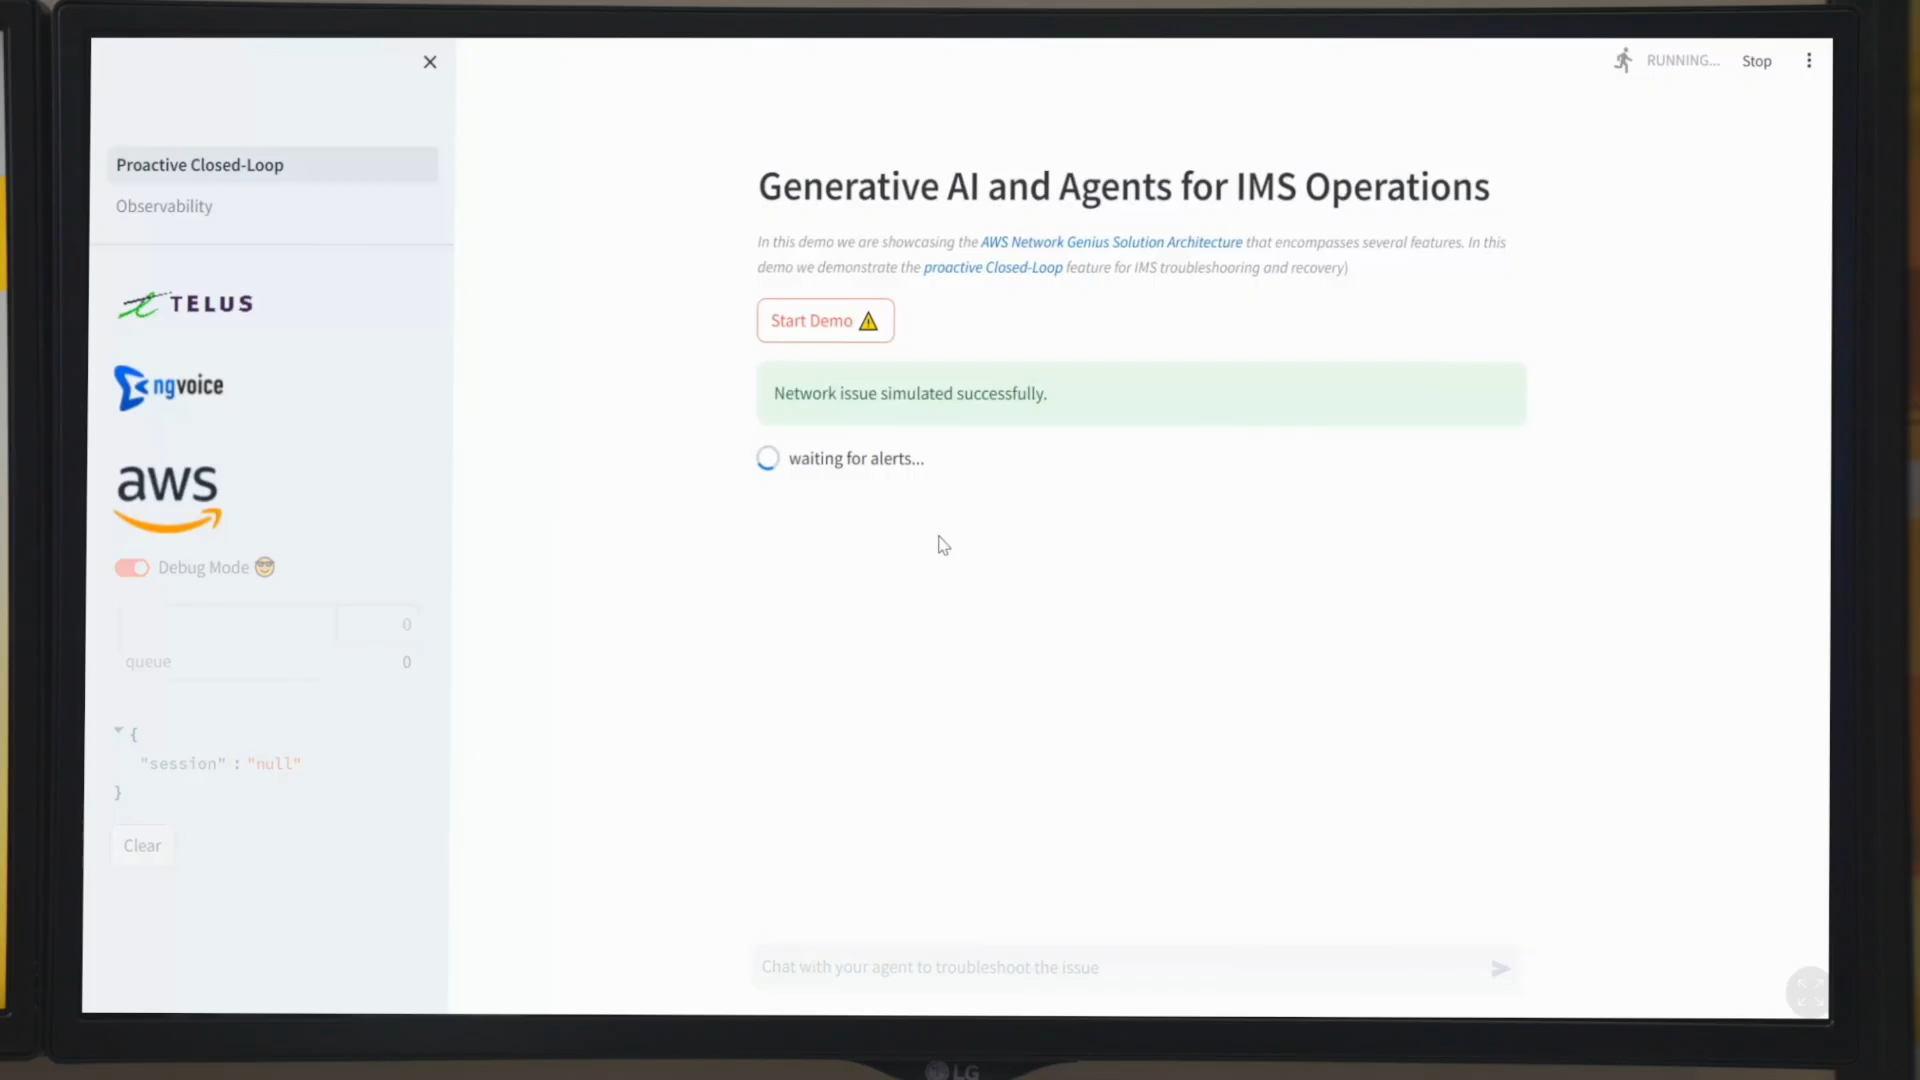 RUNNING...
Stop
Proactive Closed-Loop
Observability
TELUS
ngvoice
aws
Debug Mode
0
queue
0
{
"session" : "null"
}
Clear
Generative AI and Agents for IMS Operations
In this demo we are showcasing the AWS Network Genius Solution Architecture that encompasses several features. In this
demo we demonstrate the proactive Closed-Loop feature for IMS troubleshooring and recovery)
Start Demo
Network issue simulated successfully.
waiting for alerts...
Chat with your agent to troubleshoot the issue
LG